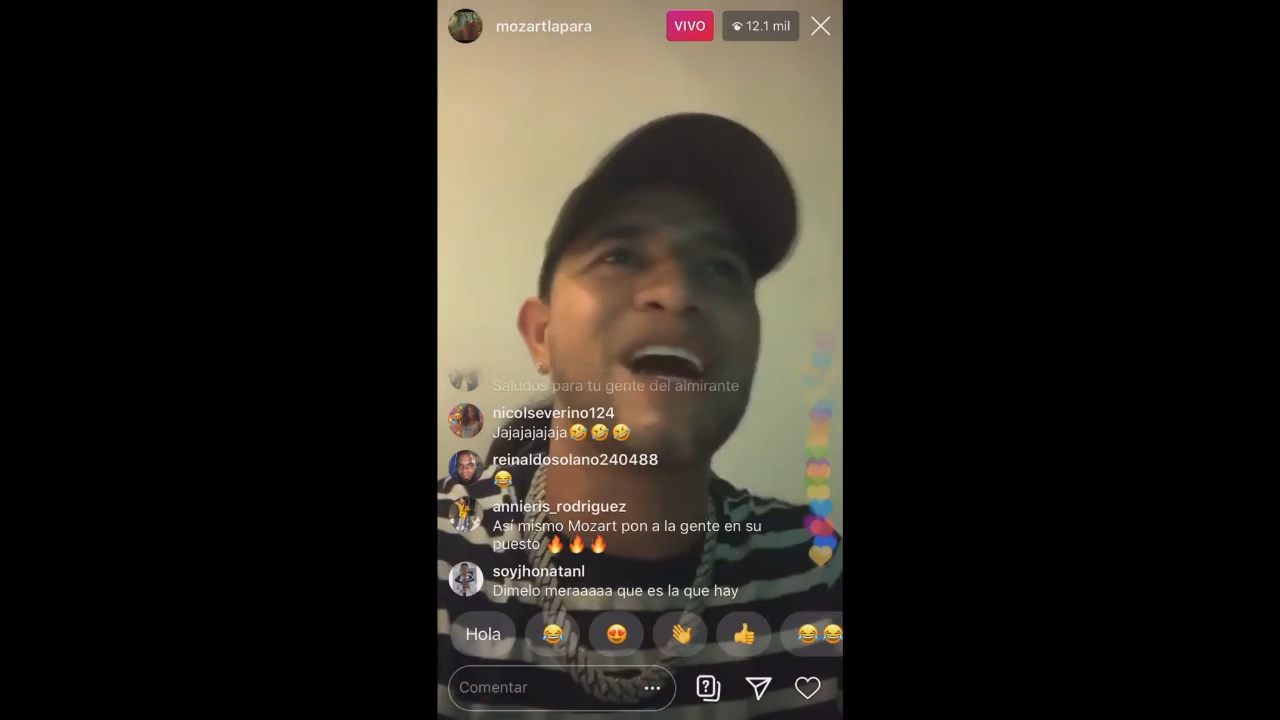 mozartlapara
VIVO
12.1 mil
Saludos para tu gente del almirante
nicolseverino124
Jajajajajaja🤣🤣🤣
reinaldosolano240488
😂
annieris_rodriguez
Así mismo Mozart pon a la gente en su
puesto 🔥🔥🔥
soyjhonatanl
Dimelo meraaaaa que es la que hay
Hola 😂 😍 👋 👍 😂😂
Comentar